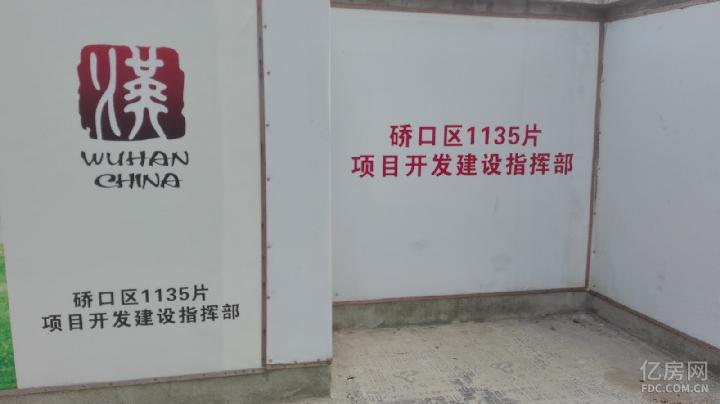 漢
WUHAN
CHINA
硚口区1135片
项目开发建设指挥部
硚口区1135片
项目开发建设指挥部
亿房网
FDC.COM.CN